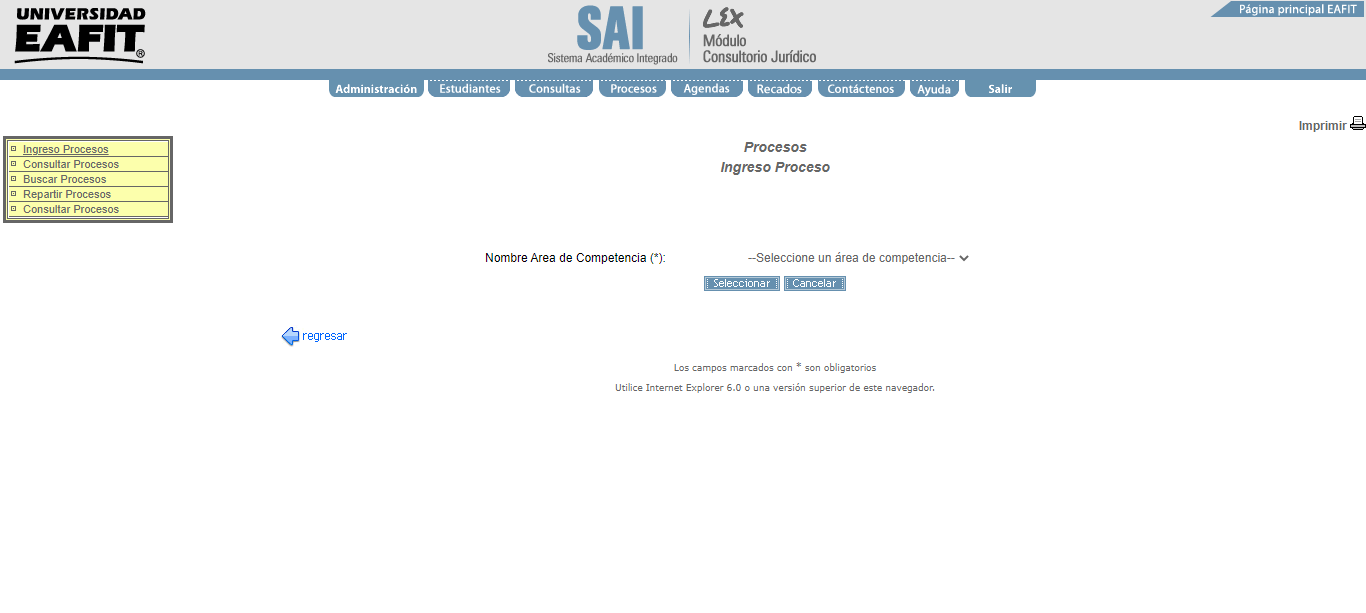 UNIVERSIDAD
EAFIT®
SAI
Sistema Académico Integrado
LEX
Módulo
Consultorio Jurídico
Página principal EAFIT
Administración Estudiantes Consultas Procesos Agendas Recados Contáctenos Ayuda Salir
Imprimir
Ingreso Procesos
Consultar Procesos
Buscar Procesos
Repartir Procesos
Consultar Procesos
Procesos
Ingreso Proceso
Nombre Area de Competencia (*): --Seleccione un área de competencia--
Seleccionar Cancelar
regresar
Los campos marcados con * son obligatorios
Utilice Internet Explorer 6.0 o una versión superior de este navegador.